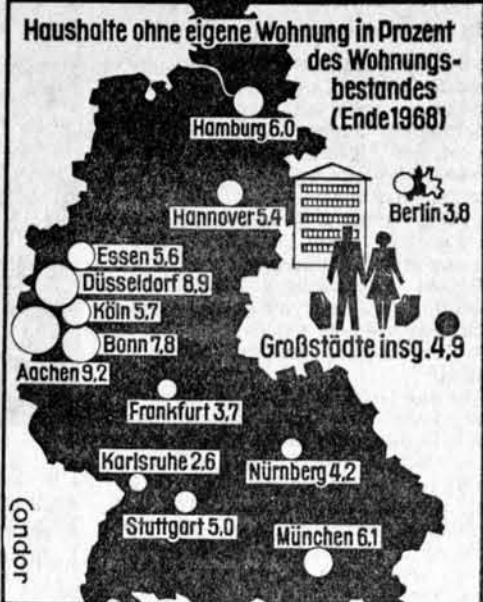 Haushalte ohne eigene Wohnung in Prozent
des Wohnungs-
bestandes
(Ende 1968)
Hamburg 6,0
Hannover 5,4
Berlin 3,8
Essen 5,6
Düsseldorf 8,9
Köln 5,7
Bonn 7,8
Aachen 9,2
Großstädte insg. 4,9
Frankfurt 3,7
Karlsruhe 2,6
Nürnberg 4,2
Stuttgart 5,0
München 6,1
Condor